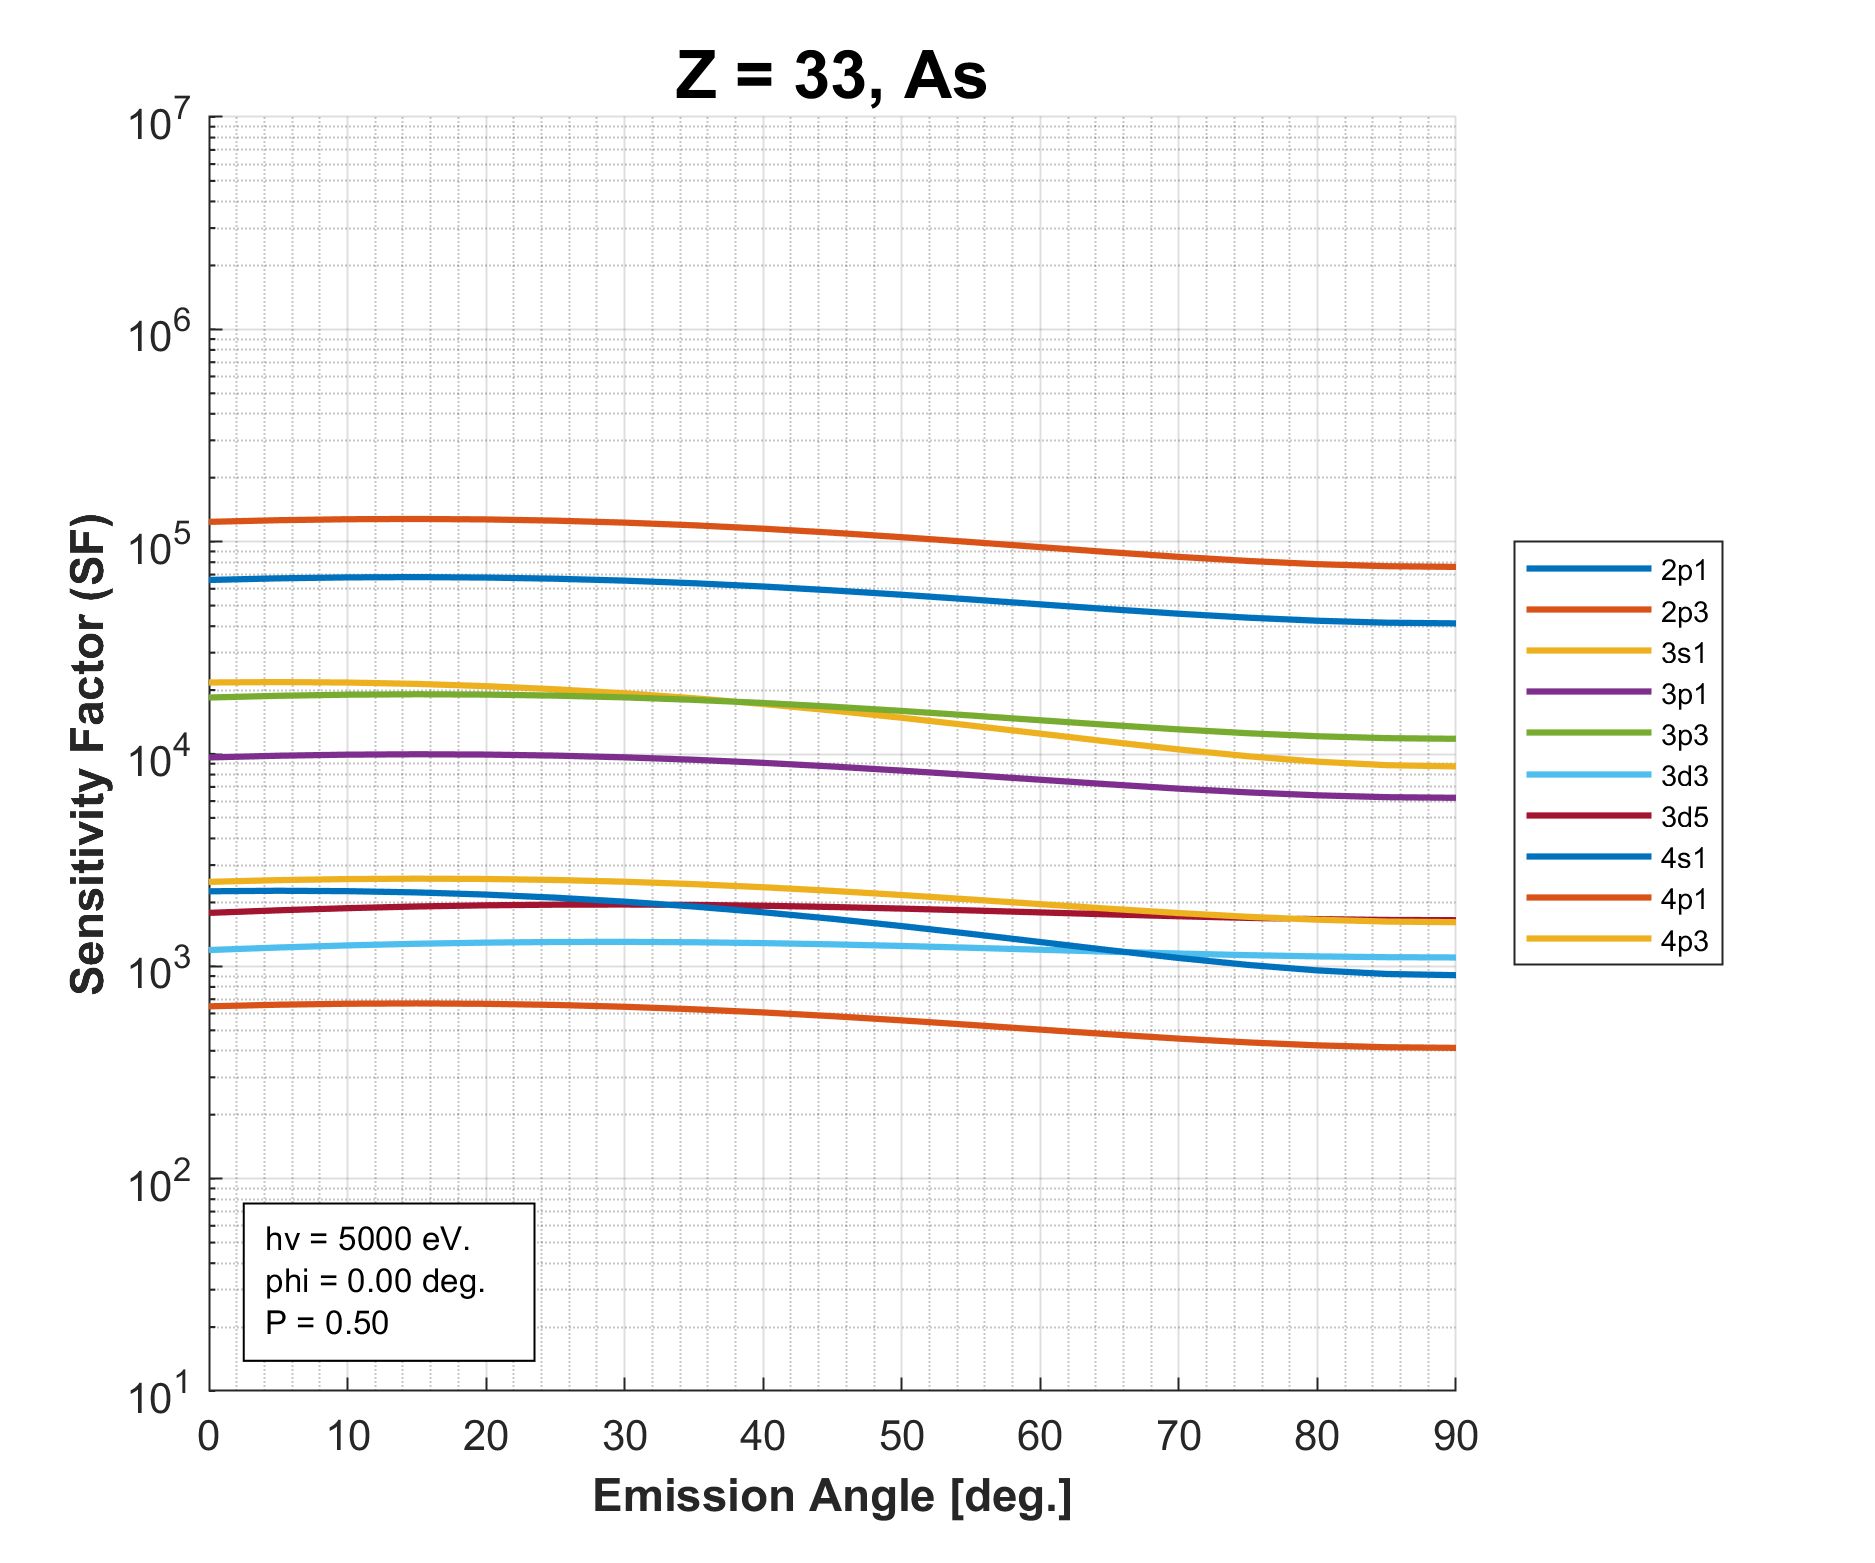 Z = 33, As
10^7
10^6
10^5
10^4
10^3
10^2
10^1
Sensitivity Factor (SF)
hv = 5000 eV.
phi = 0.00 deg.
P = 0.50
0 10 20 30 40 50 60 70 80 90
Emission Angle [deg.]
2p1
2p3
3s1
3p1
3p3
3d3
3d5
4s1
4p1
4p3